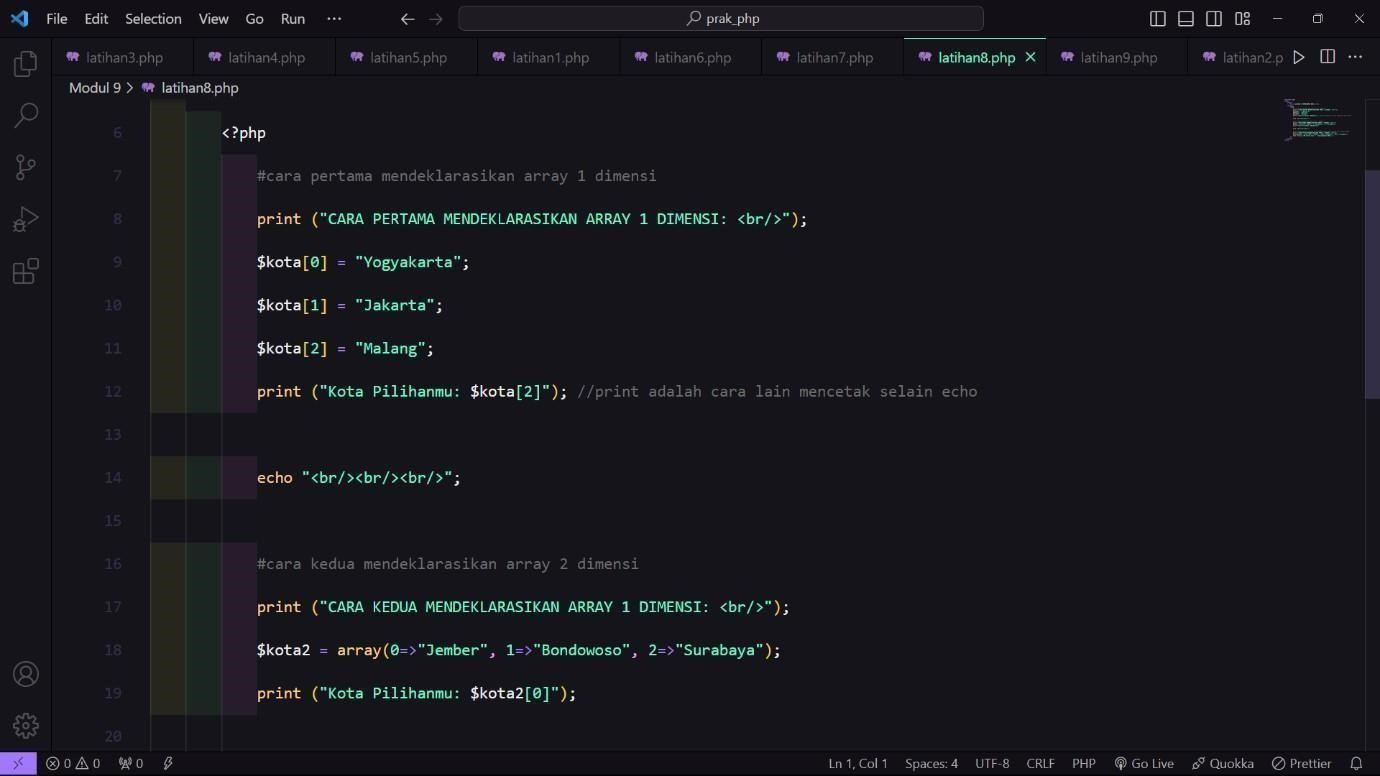 File Edit Selection View Go Run ··· prak_php
latihan3.php latihan4.php latihan5.php latihan1.php latihan6.php latihan7.php latihan8.php latihan9.php latihan2.p
Modul 9 > latihan8.php
6 <?php
7 #cara pertama mendeklarasikan array 1 dimensi
8 print ("CARA PERTAMA MENDEKLARASIKAN ARRAY 1 DIMENSI: <br/>");
9 $kota[0] = "Yogyakarta";
10 $kota[1] = "Jakarta";
11 $kota[2] = "Malang";
12 print ("Kota Pilihanmu: $kota[2]"); //print adalah cara lain mencetak selain echo
13
14 echo "<br/><br/><br/>";
15
16 #cara kedua mendeklarasikan array 2 dimensi
17 print ("CARA KEDUA MENDEKLARASIKAN ARRAY 1 DIMENSI: <br/>");
18 $kota2 = array(0=>"Jember", 1=>"Bondowoso", 2=>"Surabaya");
19 print ("Kota Pilihanmu: $kota2[0]");
20
0 0 0 Ln 1, Col 1 Spaces: 4 UTF-8 CRLF PHP Go Live Quokka Prettier